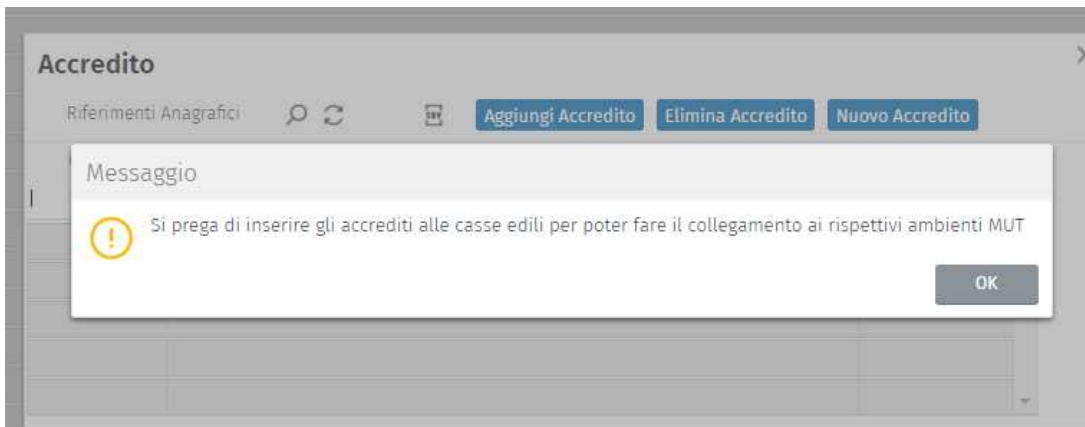 Accredito
Riferimenti Anagrafici Aggiungi Accredito Elimina Accredito Nuovo Accredito
Messaggio
Si prega di inserire gli accrediti alle casse edili per poter fare il collegamento ai rispettivi ambienti MUT
OK